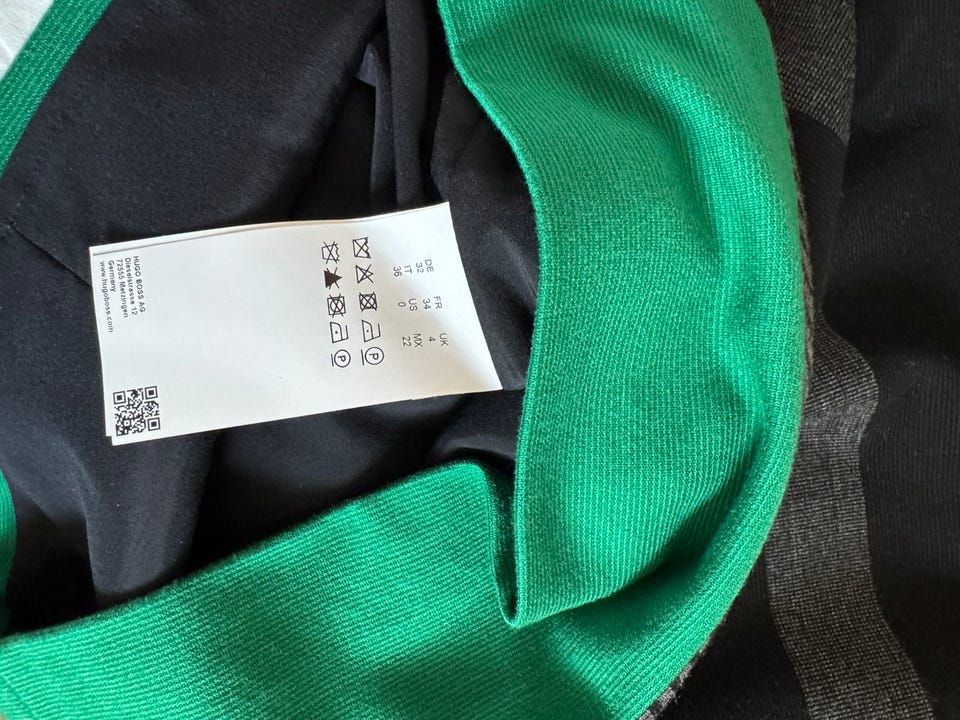 DE FR UK
32 34 4
IT US MX
36 0 22
P
P
HUGO BOSS AG
Dieselstrasse 12
72555 Metzingen
Germany
www.hugoboss.com